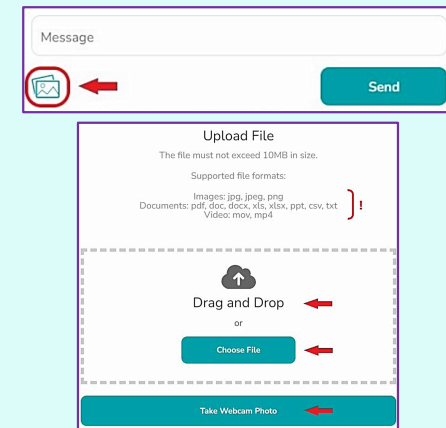 Message
Send
Upload File
The file must not exceed 10MB in size.
Supported file formats:
Images: jpg, jpeg, png
Documents: pdf, doc, docx, xls, xlsx, ppt, csv, txt
Video: mov, mp4
!
Drag and Drop
or
Choose File
Take Webcam Photo